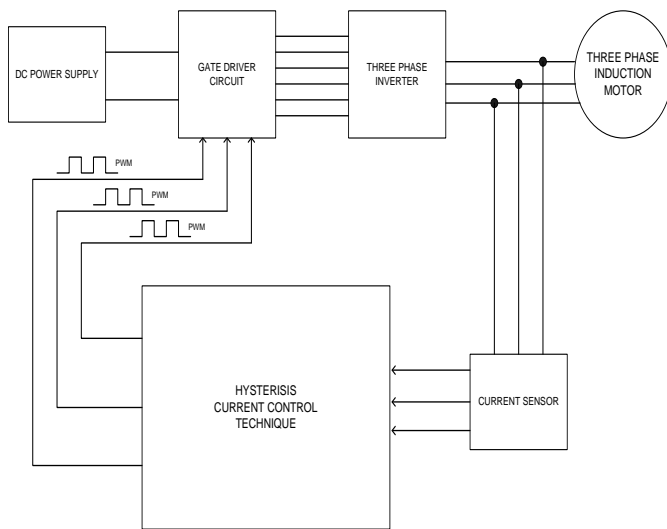 DC POWER SUPPLY
GATE DRIVER
CIRCUIT
THREE PHASE
INVERTER
THREE PHASE
INDUCTION
MOTOR
PWM
PWM
PWM
HYSTERISIS
CURRENT CONTROL
TECHNIQUE
CURRENT SENSOR